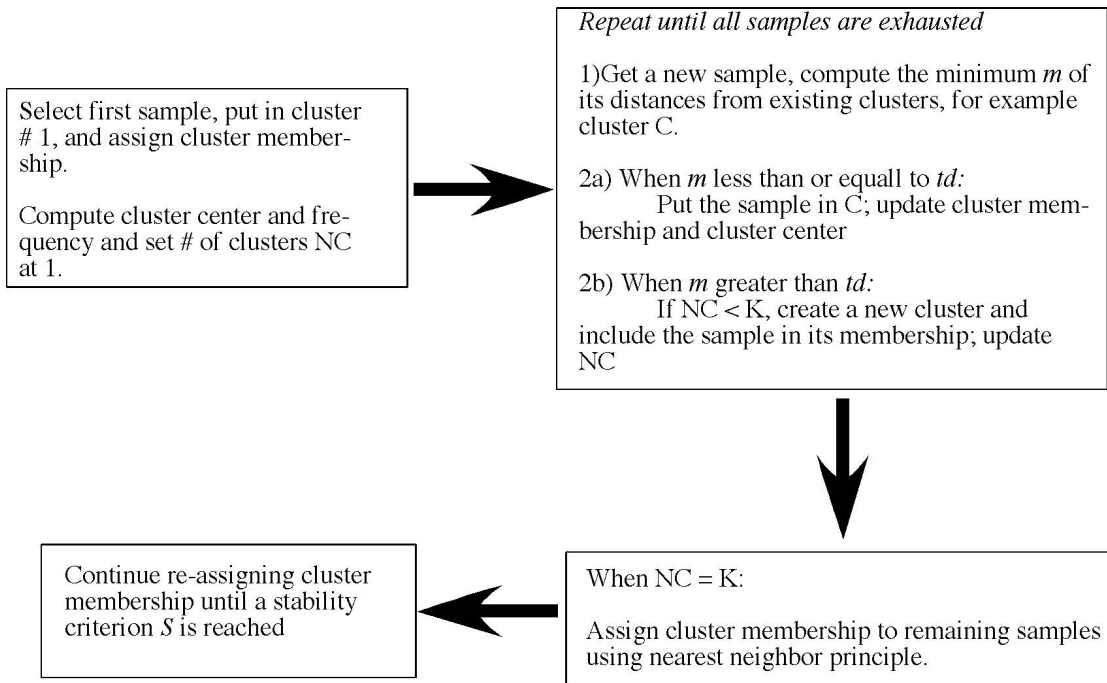 Select first sample, put in cluster
# 1, and assign cluster member-
ship.
Compute cluster center and fre-
quency and set # of clusters NC
at 1.
Repeat until all samples are exhausted
1)Get a new sample, compute the minimum m of
its distances from existing clusters, for example
cluster C.
2a) When m less than or equall to td:
Put the sample in C; update cluster mem-
bership and cluster center
2b) When m greater than td:
If NC < K, create a new cluster and
include the sample in its membership; update
NC
When NC = K:
Assign cluster membership to remaining samples
using nearest neighbor principle.
Continue re-assigning cluster
membership until a stability
criterion S is reached